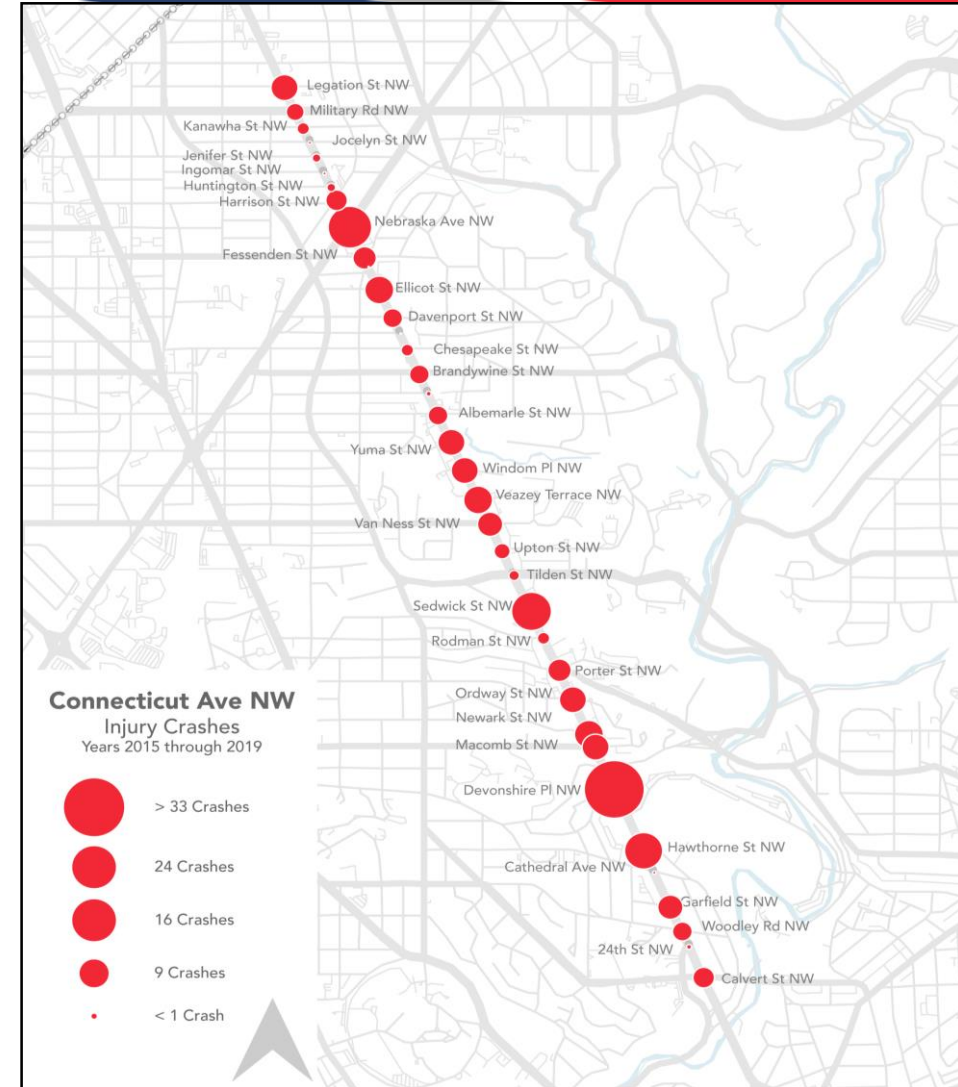 Legation St NW
Military Rd NW
Kanawha St NW
Jocelyn St NW
Jenifer St NW
Ingomar St NW
Huntington St NW
Harrison St NW
Nebraska Ave NW
Fessenden St NW
Ellicot St NW
Davenport St NW
Chesapeake St NW
Brandywine St NW
Albemarle St NW
Yuma St NW
Windom Pl NW
Veazey Terrace NW
Van Ness St NW
Upton St NW
Tilden St NW
Sedwick St NW
Rodman St NW
Porter St NW
Ordway St NW
Newark St NW
Macomb St NW
Devonshire Pl NW
Hawthorne St NW
Cathedral Ave NW
Garfield St NW
Woodley Rd NW
24th St NW
Calvert St NW
Connecticut Ave NW
Injury Crashes
Years 2015 through 2019
> 33 Crashes
24 Crashes
16 Crashes
9 Crashes
< 1 Crash